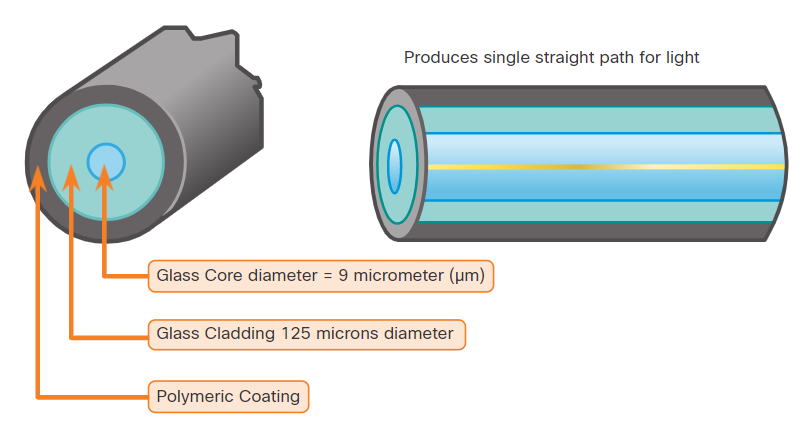 Produces single straight path for light
Glass Core diameter = 9 micrometer (µm)
Glass Cladding 125 microns diameter
Polymeric Coating